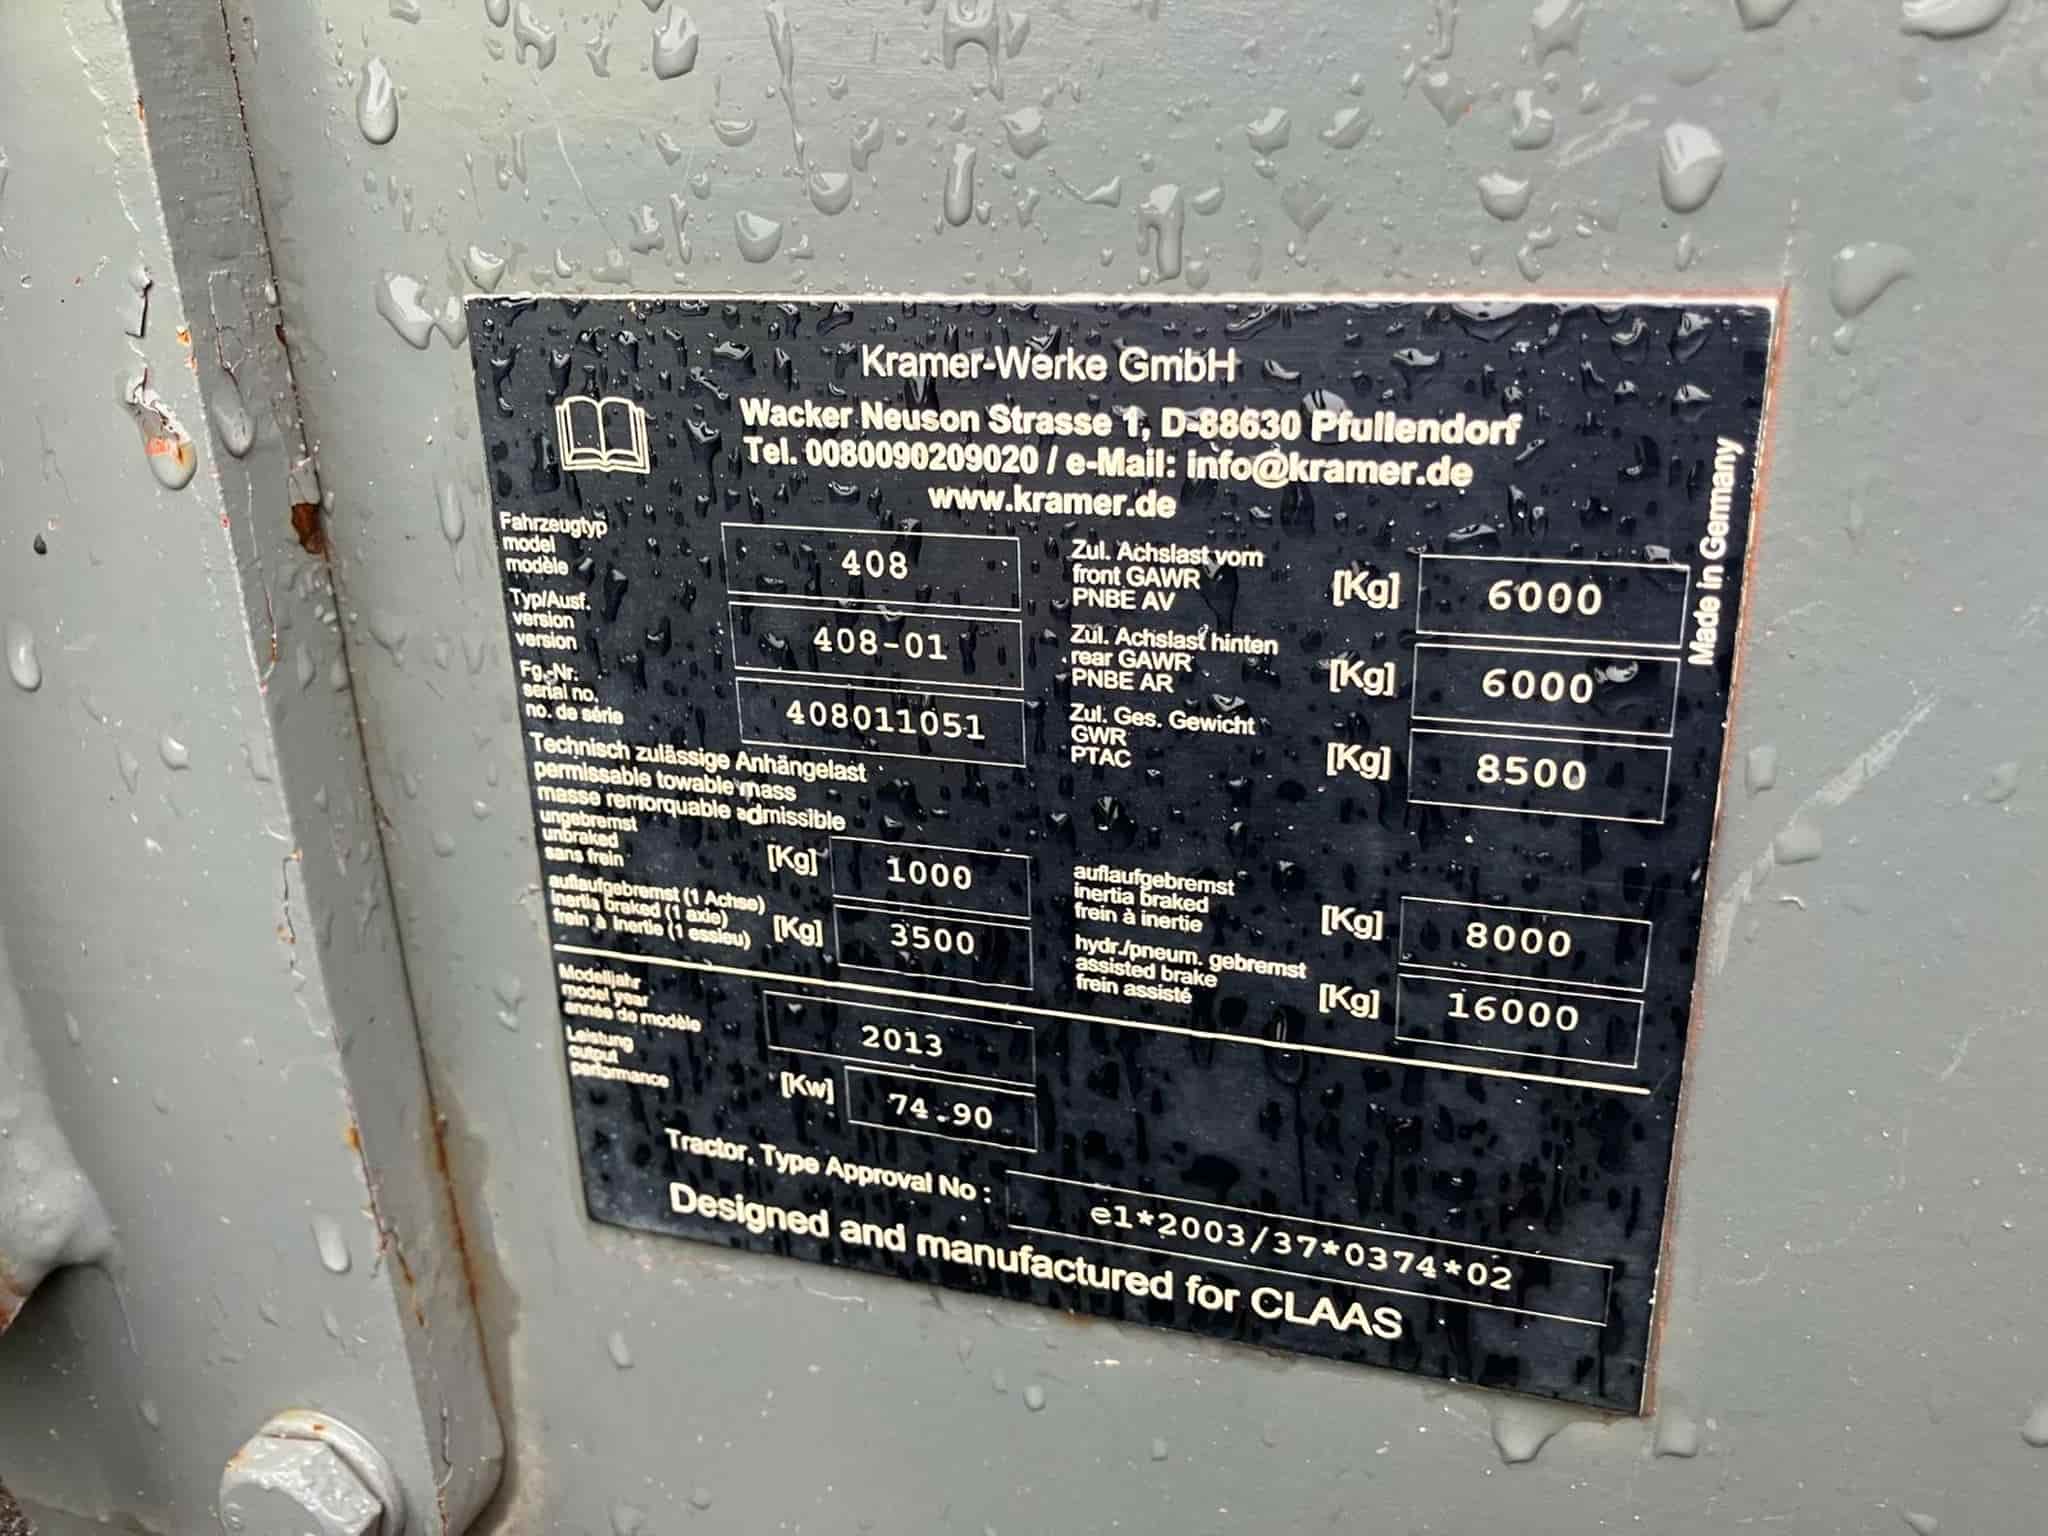 Kramer-Werke GmbH
Wacker Neuson Strasse 1, D-88630 Pfullendorf
Tel. 0080090209020 / e-Mail: info@kramer.de
www.kramer.de
Made in Germany
Fahrzeugtyp
model
modèle
408
Typ/Ausf.
version
version
408-01
Fg.-Nr.
serial no.
no. de série
408011051
Zul. Achslast vorn
front GAWR
PNBE AV
[Kg] 6000
Zul. Achslast hinten
rear GAWR
PNBE AR
[Kg] 6000
Zul. Ges. Gewicht
GWR
PTAC
[Kg] 8500
Technisch zulässige Anhängelast
permissable towable mass
masse remorquable admissible
ungebremst
unbraked
sans frein
[Kg] 1000
auflaufgebremst (1 Achse)
inertia braked (1 axle)
frein à inertie (1 essieu)
[Kg] 3500
auflaufgebremst
inertia braked
frein à inertie
[Kg] 8000
hydr./pneum. gebremst
assisted brake
frein assisté
[Kg] 16000
Modelljahr
model year
année de modèle
2013
Leistung
output
performance
[Kw] 74.90
Tractor, Type Approval No : e1*2003/37*0374*02
Designed and manufactured for CLAAS